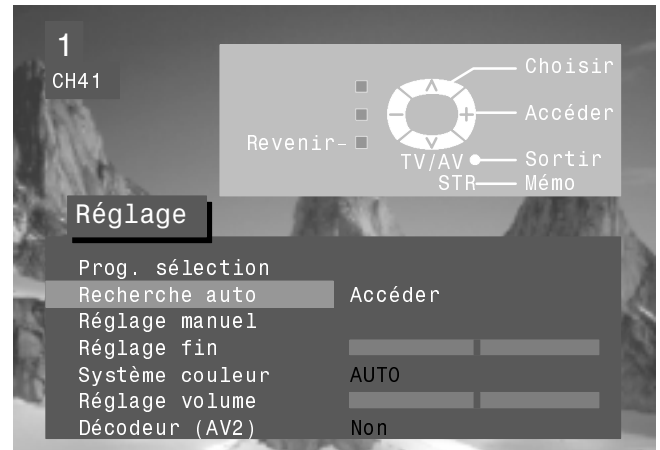 1
CH41
Choisir
Accéder
Revenir
TV/AV Sortir
STR Mémo
Réglage
Prog. sélection
Recherche auto Accéder
Réglage manuel
Réglage fin
Système couleur AUTO
Réglage volume
Décodeur (AV2) Non